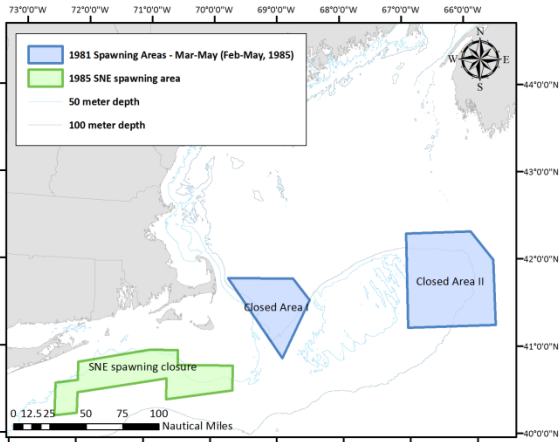 73°0'0"W 72°0'0"W 71°0'0"W 70°0'0"W 69°0'0"W 68°0'0"W 67°0'0"W 66°0'0"W
1981 Spawning Areas - Mar-May (Feb-May, 1985)
1985 SNE spawning area
50 meter depth
100 meter depth
N
W E
S
44°0'0"N
43°0'0"N
42°0'0"N
Closed Area II
Closed Area I
41°0'0"N
SNE spawning closure
0 12.5 25 50 75 100
Nautical Miles
40°0'0"N